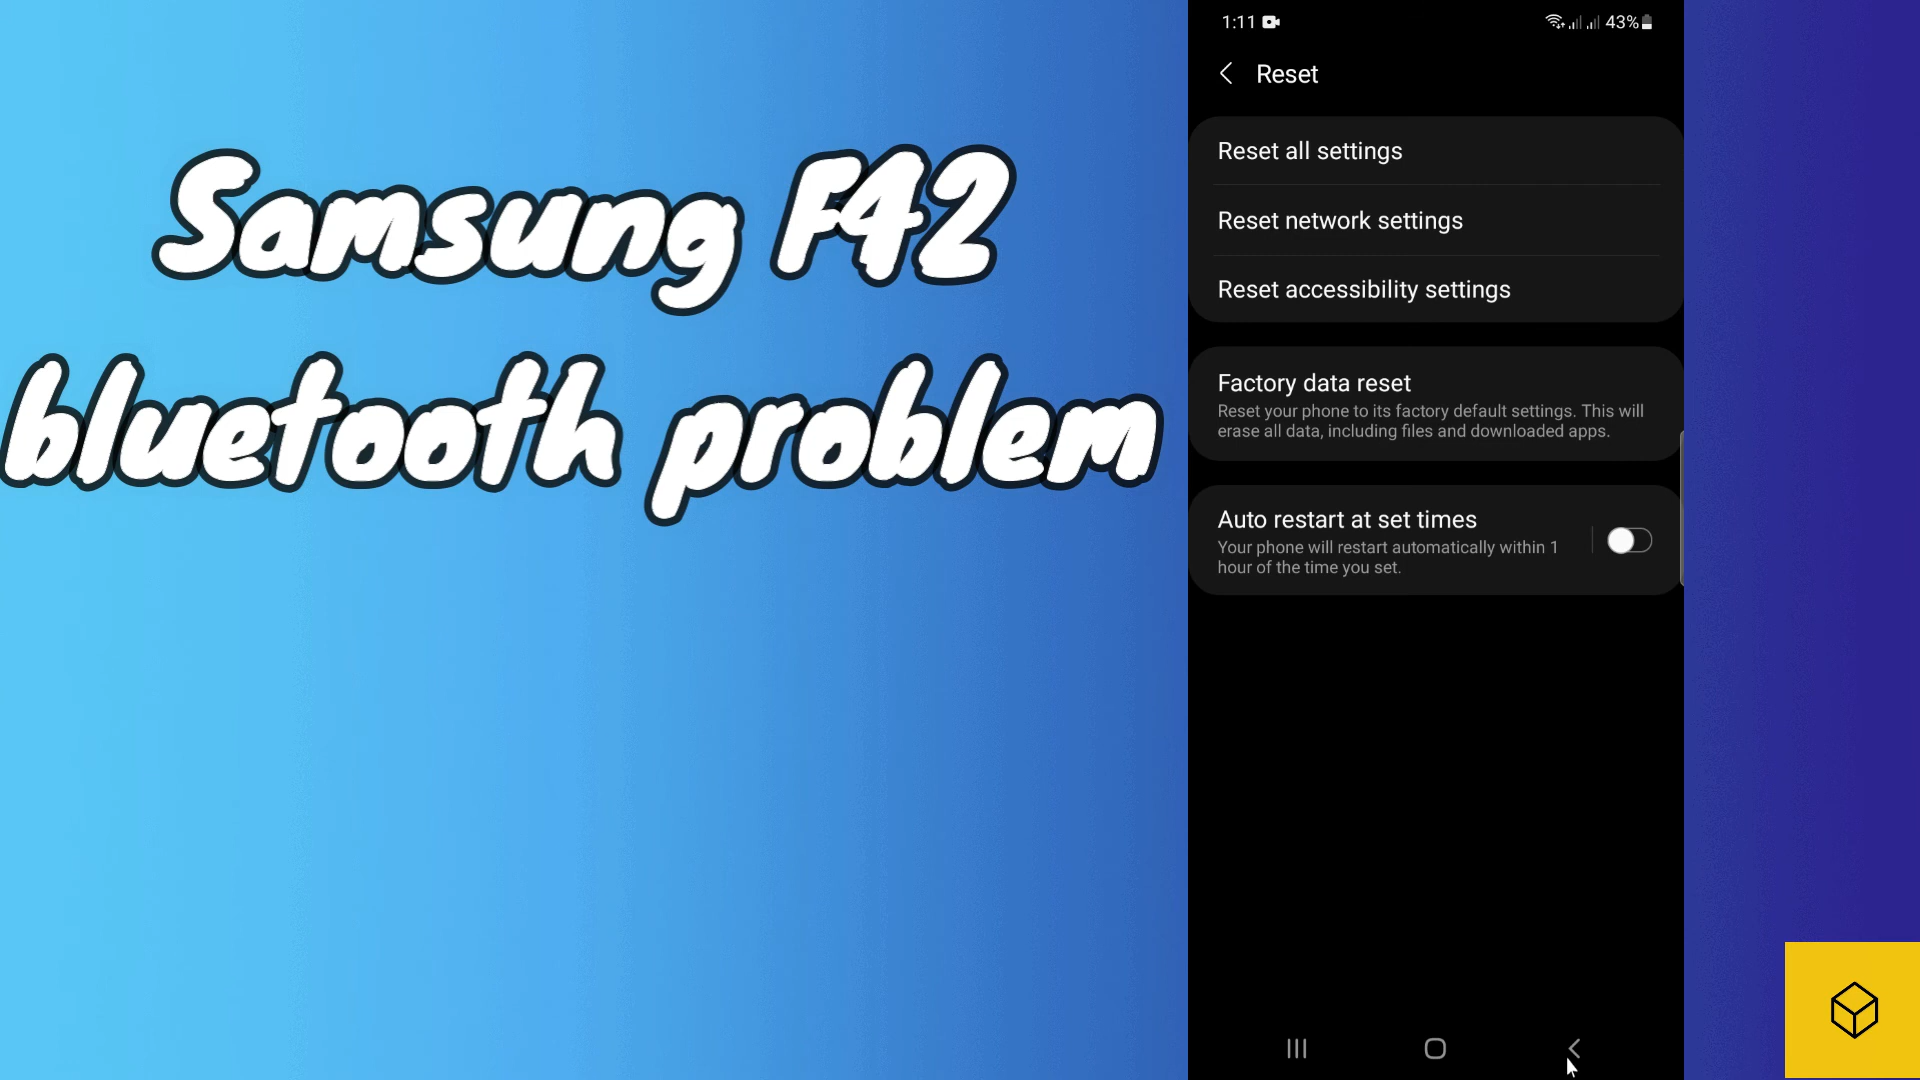 Samsung F42
bluetooth problem
1:11
43%
Reset
Reset all settings
Reset network settings
Reset accessibility settings
Factory data reset
Reset your phone to its factory default settings. This will
erase all data, including files and downloaded apps.
Auto restart at set times
Your phone will restart automatically within 1
hour of the time you set.